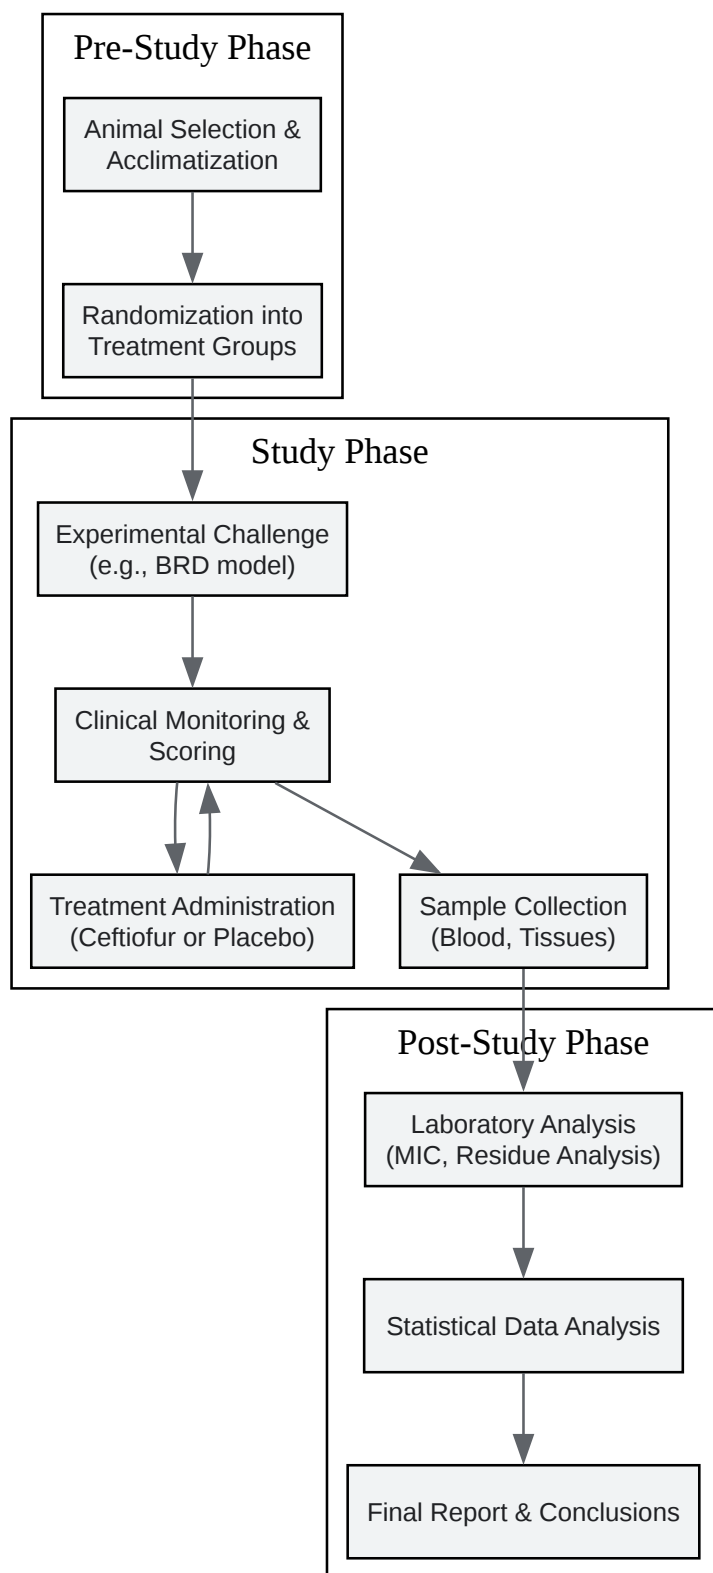 Pre-Study Phase
Animal Selection &
Acclimatization
Randomization into
Treatment Groups
Study Phase
Experimental Challenge
(e.g., BRD model)
Clinical Monitoring &
Scoring
Treatment Administration
(Ceftiofur or Placebo)
Sample Collection
(Blood, Tissues)
Post-Study Phase
Laboratory Analysis
(MIC, Residue Analysis)
Statistical Data Analysis
Final Report & Conclusions